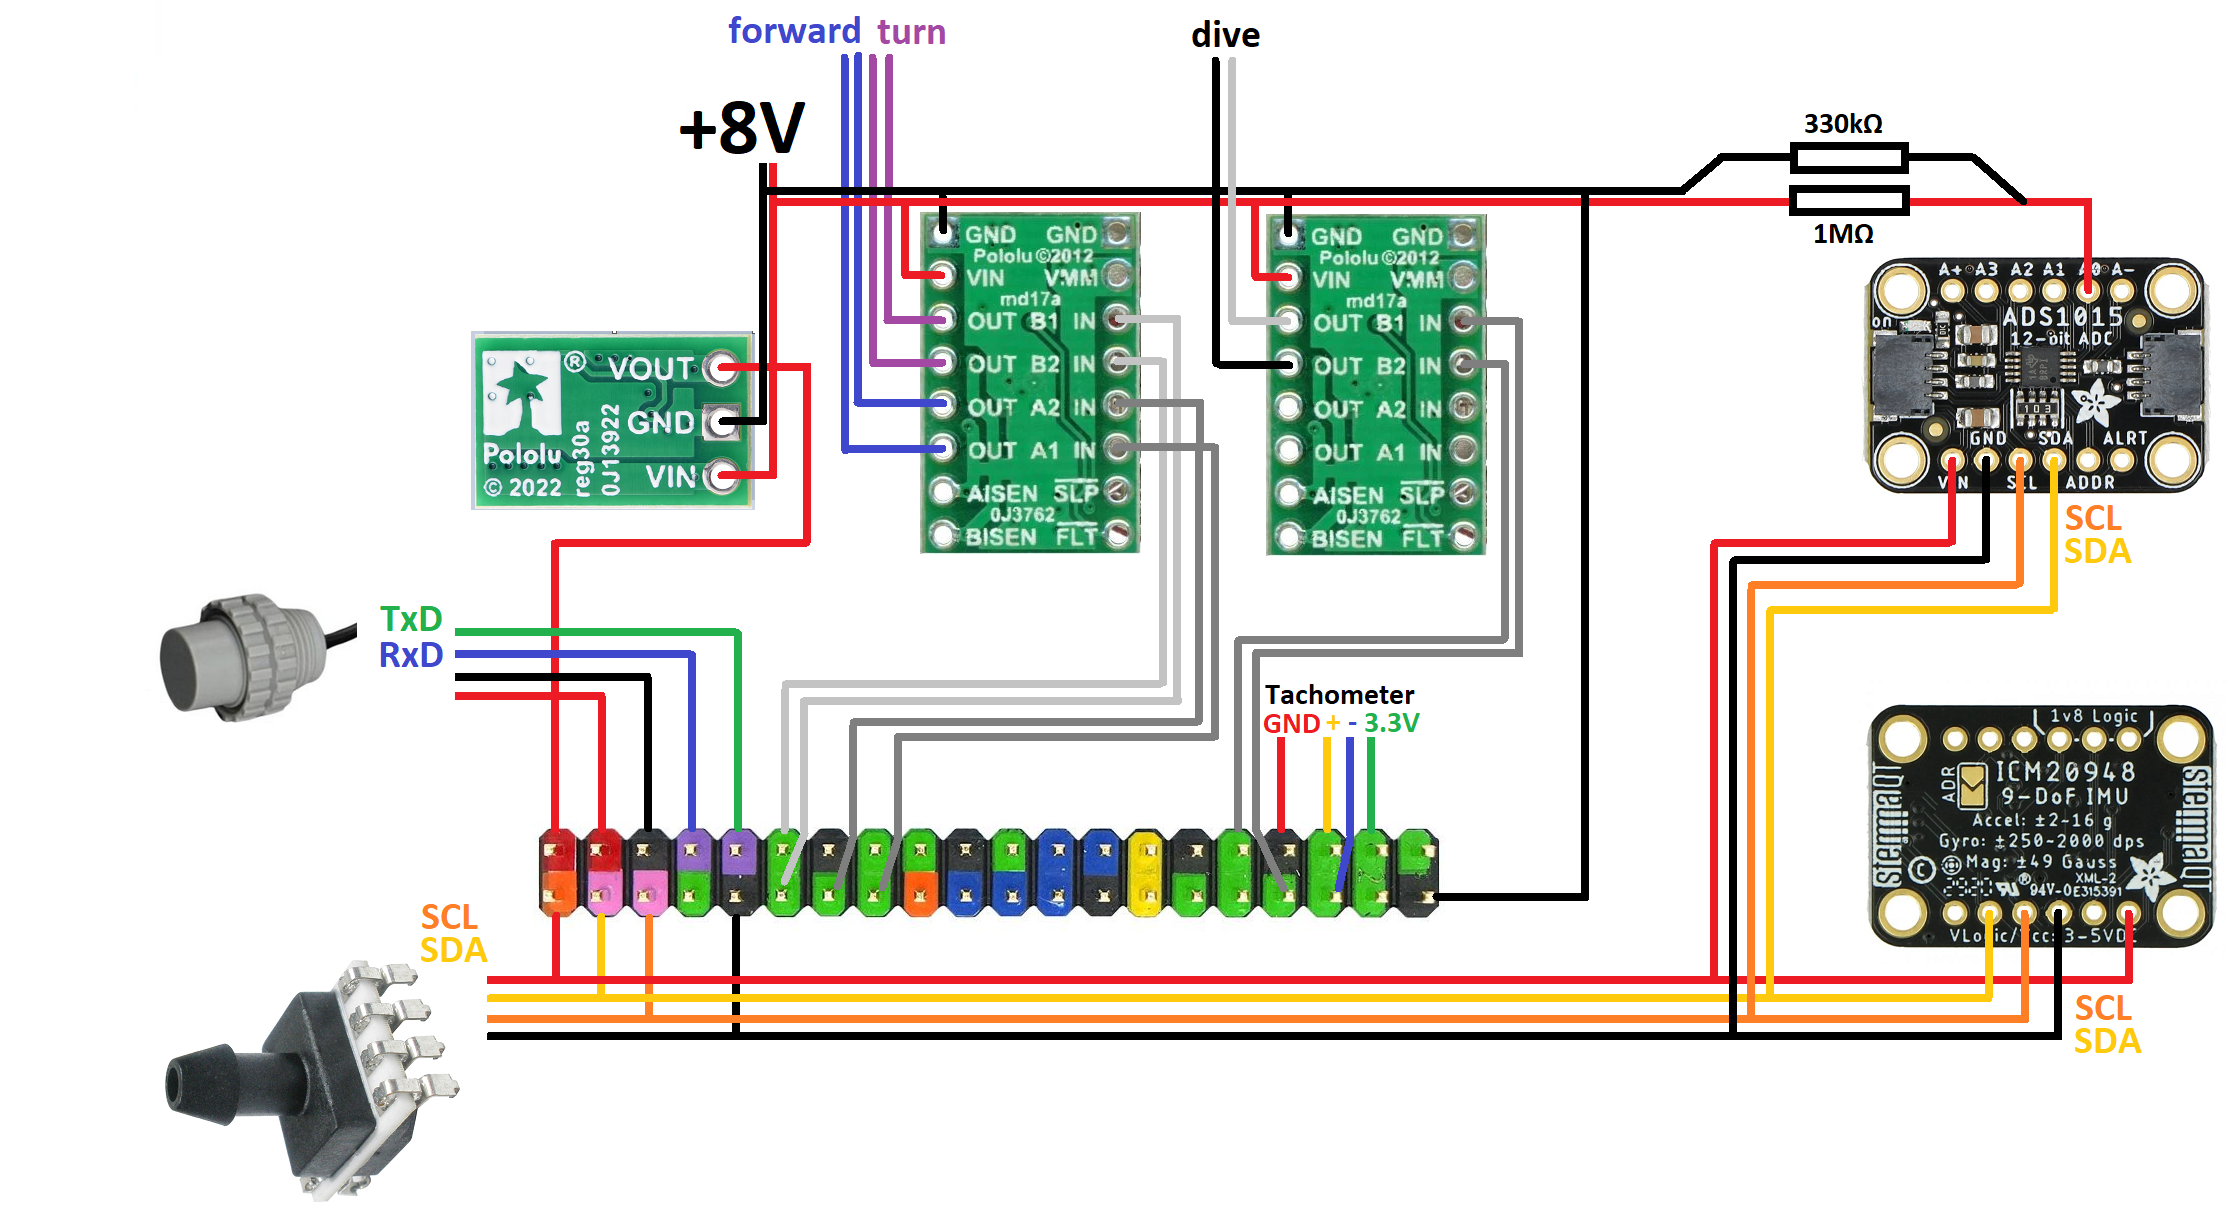 forward turn
dive
+8V
330kΩ
1MΩ
GND GND
Pololu ©2012
VIN VMM
md17a
OUT B1 IN
OUT B2 IN
OUT A2 IN
OUT A1 IN
AISEN SLP
0J3762
BISEN FLT
GND GND
Pololu ©2012
VIN VMM
md17a
OUT B1 IN
OUT B2 IN
OUT A2 IN
OUT A1 IN
AISEN SLP
0J3762
BISEN FLT
® VOUT
GND
VIN
Pololu
© 2022
reg30a
0J13922
A+ A3 A2 A1 A0 A-
on
ADS1015
12-bit ADC
103
GND SDA ALRT
VIN SCL ADDR
SCL
SDA
TxD
RxD
Tachometer
GND + - 3.3V
1v8 Logic
ADR
ICM20948
9-DoF IMU
Accel: ±2-16 g
Gyro: ±250-2000 dps
Mag: ±49 Gauss
XML-2
94V-0 E315391
VLogic/Vcc: 3-5VDC
StemmaQT
StemmaQT
SCL
SDA
SCL
SDA